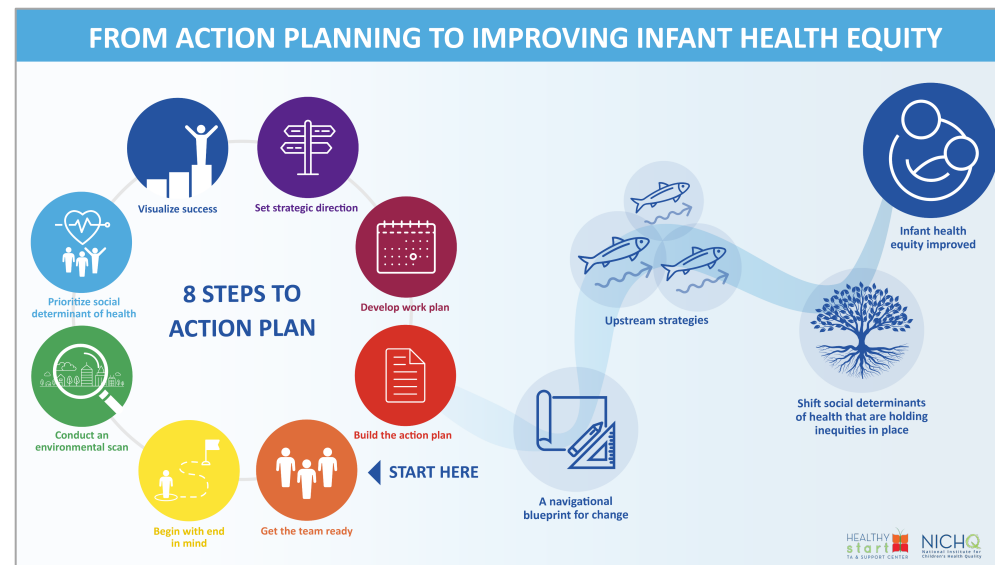 FROM ACTION PLANNING TO IMPROVING INFANT HEALTH EQUITY
Visualize success
Set strategic direction
Prioritize social
determinant of health
8 STEPS TO
ACTION PLAN
Develop work plan
Conduct an
environmental scan
Build the action plan
START HERE
Begin with end
in mind
Get the team ready
A navigational
blueprint for change
Upstream strategies
Shift social determinants
of health that are holding
inequities in place
Infant health
equity improved
HEALTHY
start
TA & SUPPORT CENTER
NICHQ
National Institute for
Children's Health Quality